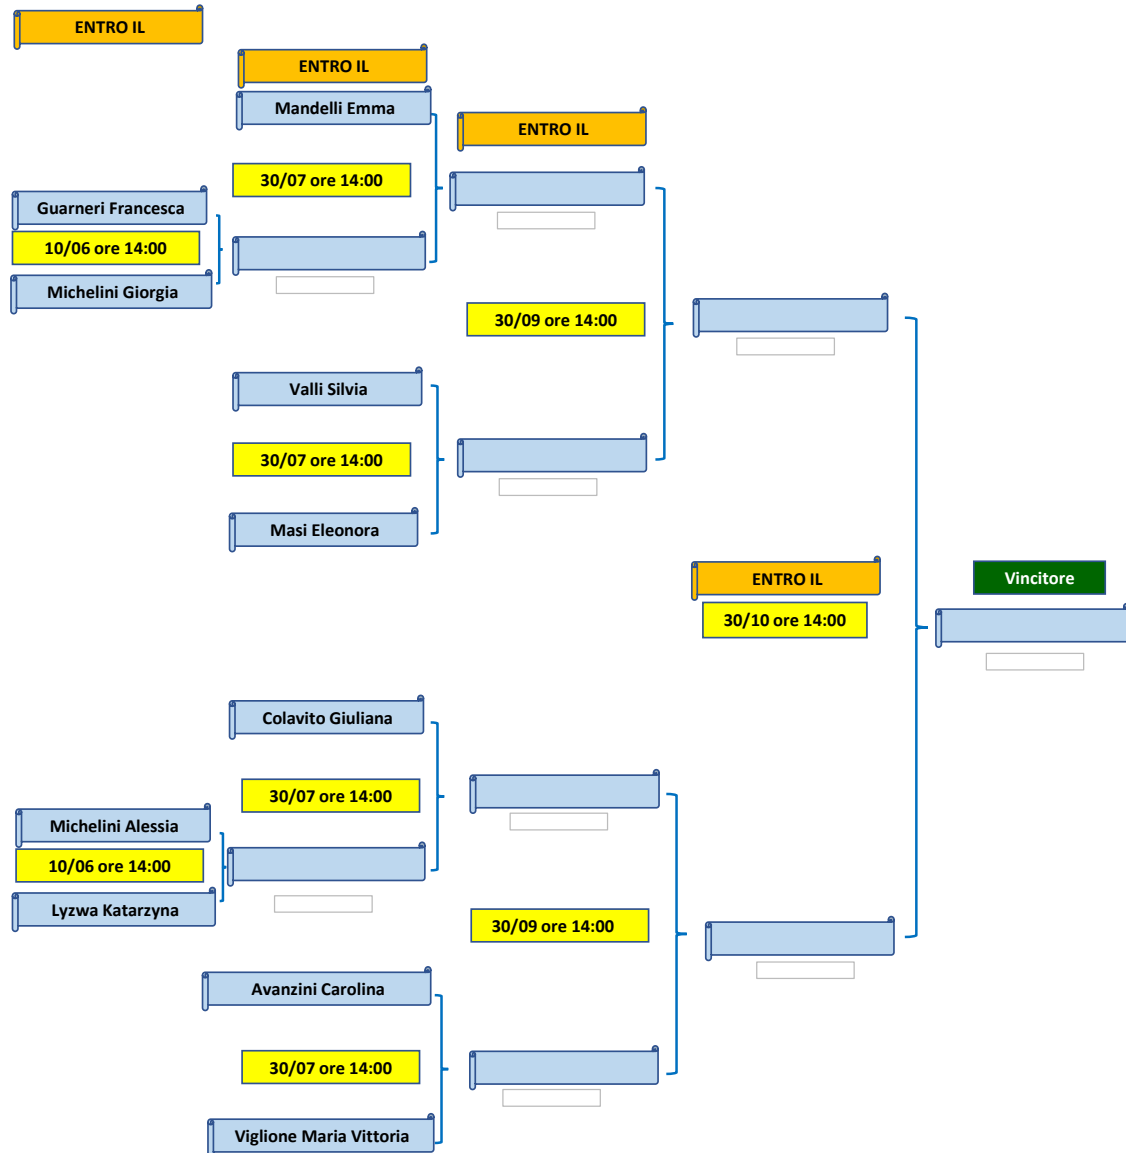 ENTRO IL
ENTRO IL
Mandelli Emma
ENTRO IL
30/07 ore 14:00
Guarneri Francesca
10/06 ore 14:00
Michelini Giorgia
30/09 ore 14:00
Valli Silvia
30/07 ore 14:00
Masi Eleonora
ENTRO IL
Vincitore
30/10 ore 14:00
Colavito Giuliana
30/07 ore 14:00
Michelini Alessia
10/06 ore 14:00
Lyzwa Katarzyna
30/09 ore 14:00
Avanzini Carolina
30/07 ore 14:00
Viglione Maria Vittoria